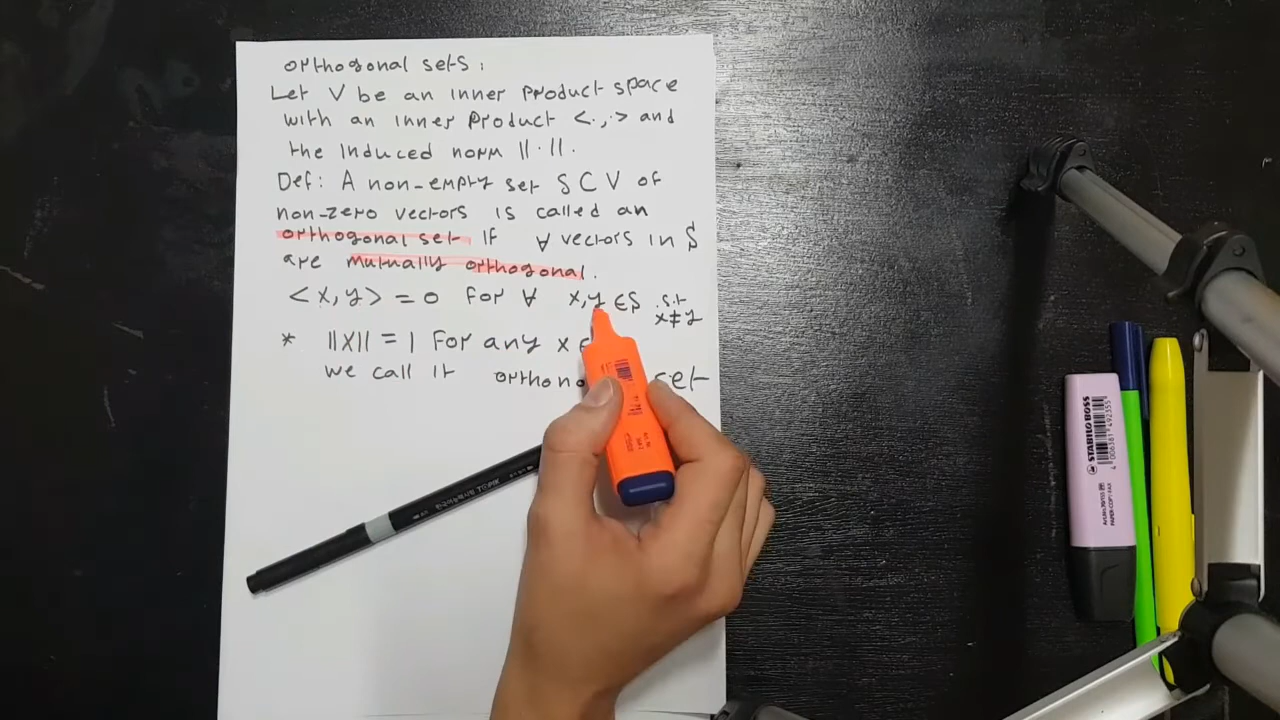 orthogonal sets:
Let V be an inner product space
with an inner product <·,·> and
the induced norm ||·||.
Def: A non-empty set S ⊂ V of
non-zero vectors is called an
orthogonal set if ∀ vectors in S
are mutually orthogonal.
<x,y> = 0 for ∀ x,y ∈ S s.t x≠y
* ||x|| = 1 for any x ∈
we call it set
STABILO BOSS